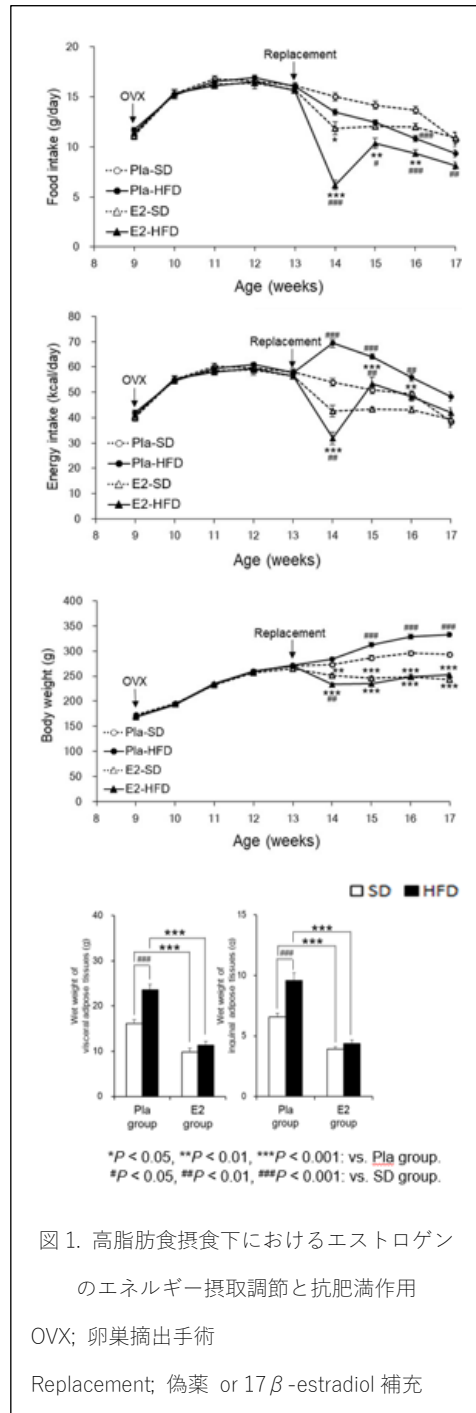 20
15
10
5
0
Food intake (g/day)
OVX
Replacement
Pla-SD
Pla-HFD
E2-SD
E2-HFD
*
***
###
**
#
###
**
###
##
8 9 10 11 12 13 14 15 16 17
Age (weeks)
80
70
60
50
40
30
20
10
0
Energy intake (kcal/day)
OVX
Replacement
Pla-SD
Pla-HFD
E2-SD
E2-HFD
###
***
##
###
***
##
##
**
8 9 10 11 12 13 14 15 16 17
Age (weeks)
400
350
300
250
200
150
100
50
0
Body weight (g)
OVX
Replacement
Pla-SD
Pla-HFD
E2-SD
E2-HFD
**
***
##
###
***
***
###
***
***
###
***
***
8 9 10 11 12 13 14 15 16 17
Age (weeks)
SD HFD
40
30
20
10
0
Wet weight of
visceral adipose tissues (g)
***
***
###
Pla
group
E2
group
15
10
5
0
Wet weight of
inguinal adipose tissues (g)
***
***
###
Pla
group
E2
group
*P < 0.05, **P < 0.01, ***P < 0.001: vs. Pla group.
#P < 0.05, ##P < 0.01, ###P < 0.001: vs. SD group.
図 1. 高脂肪食摂食下におけるエストロゲン
のエネルギー摂取調節と抗肥満作用
OVX; 卵巣摘出手術
Replacement; 偽薬 or 17β-estradiol 補充